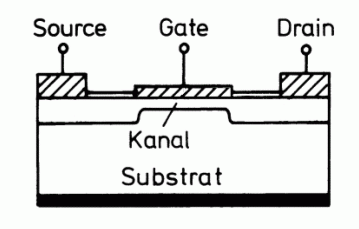 Source Gate Drain
Kanal
Substrat